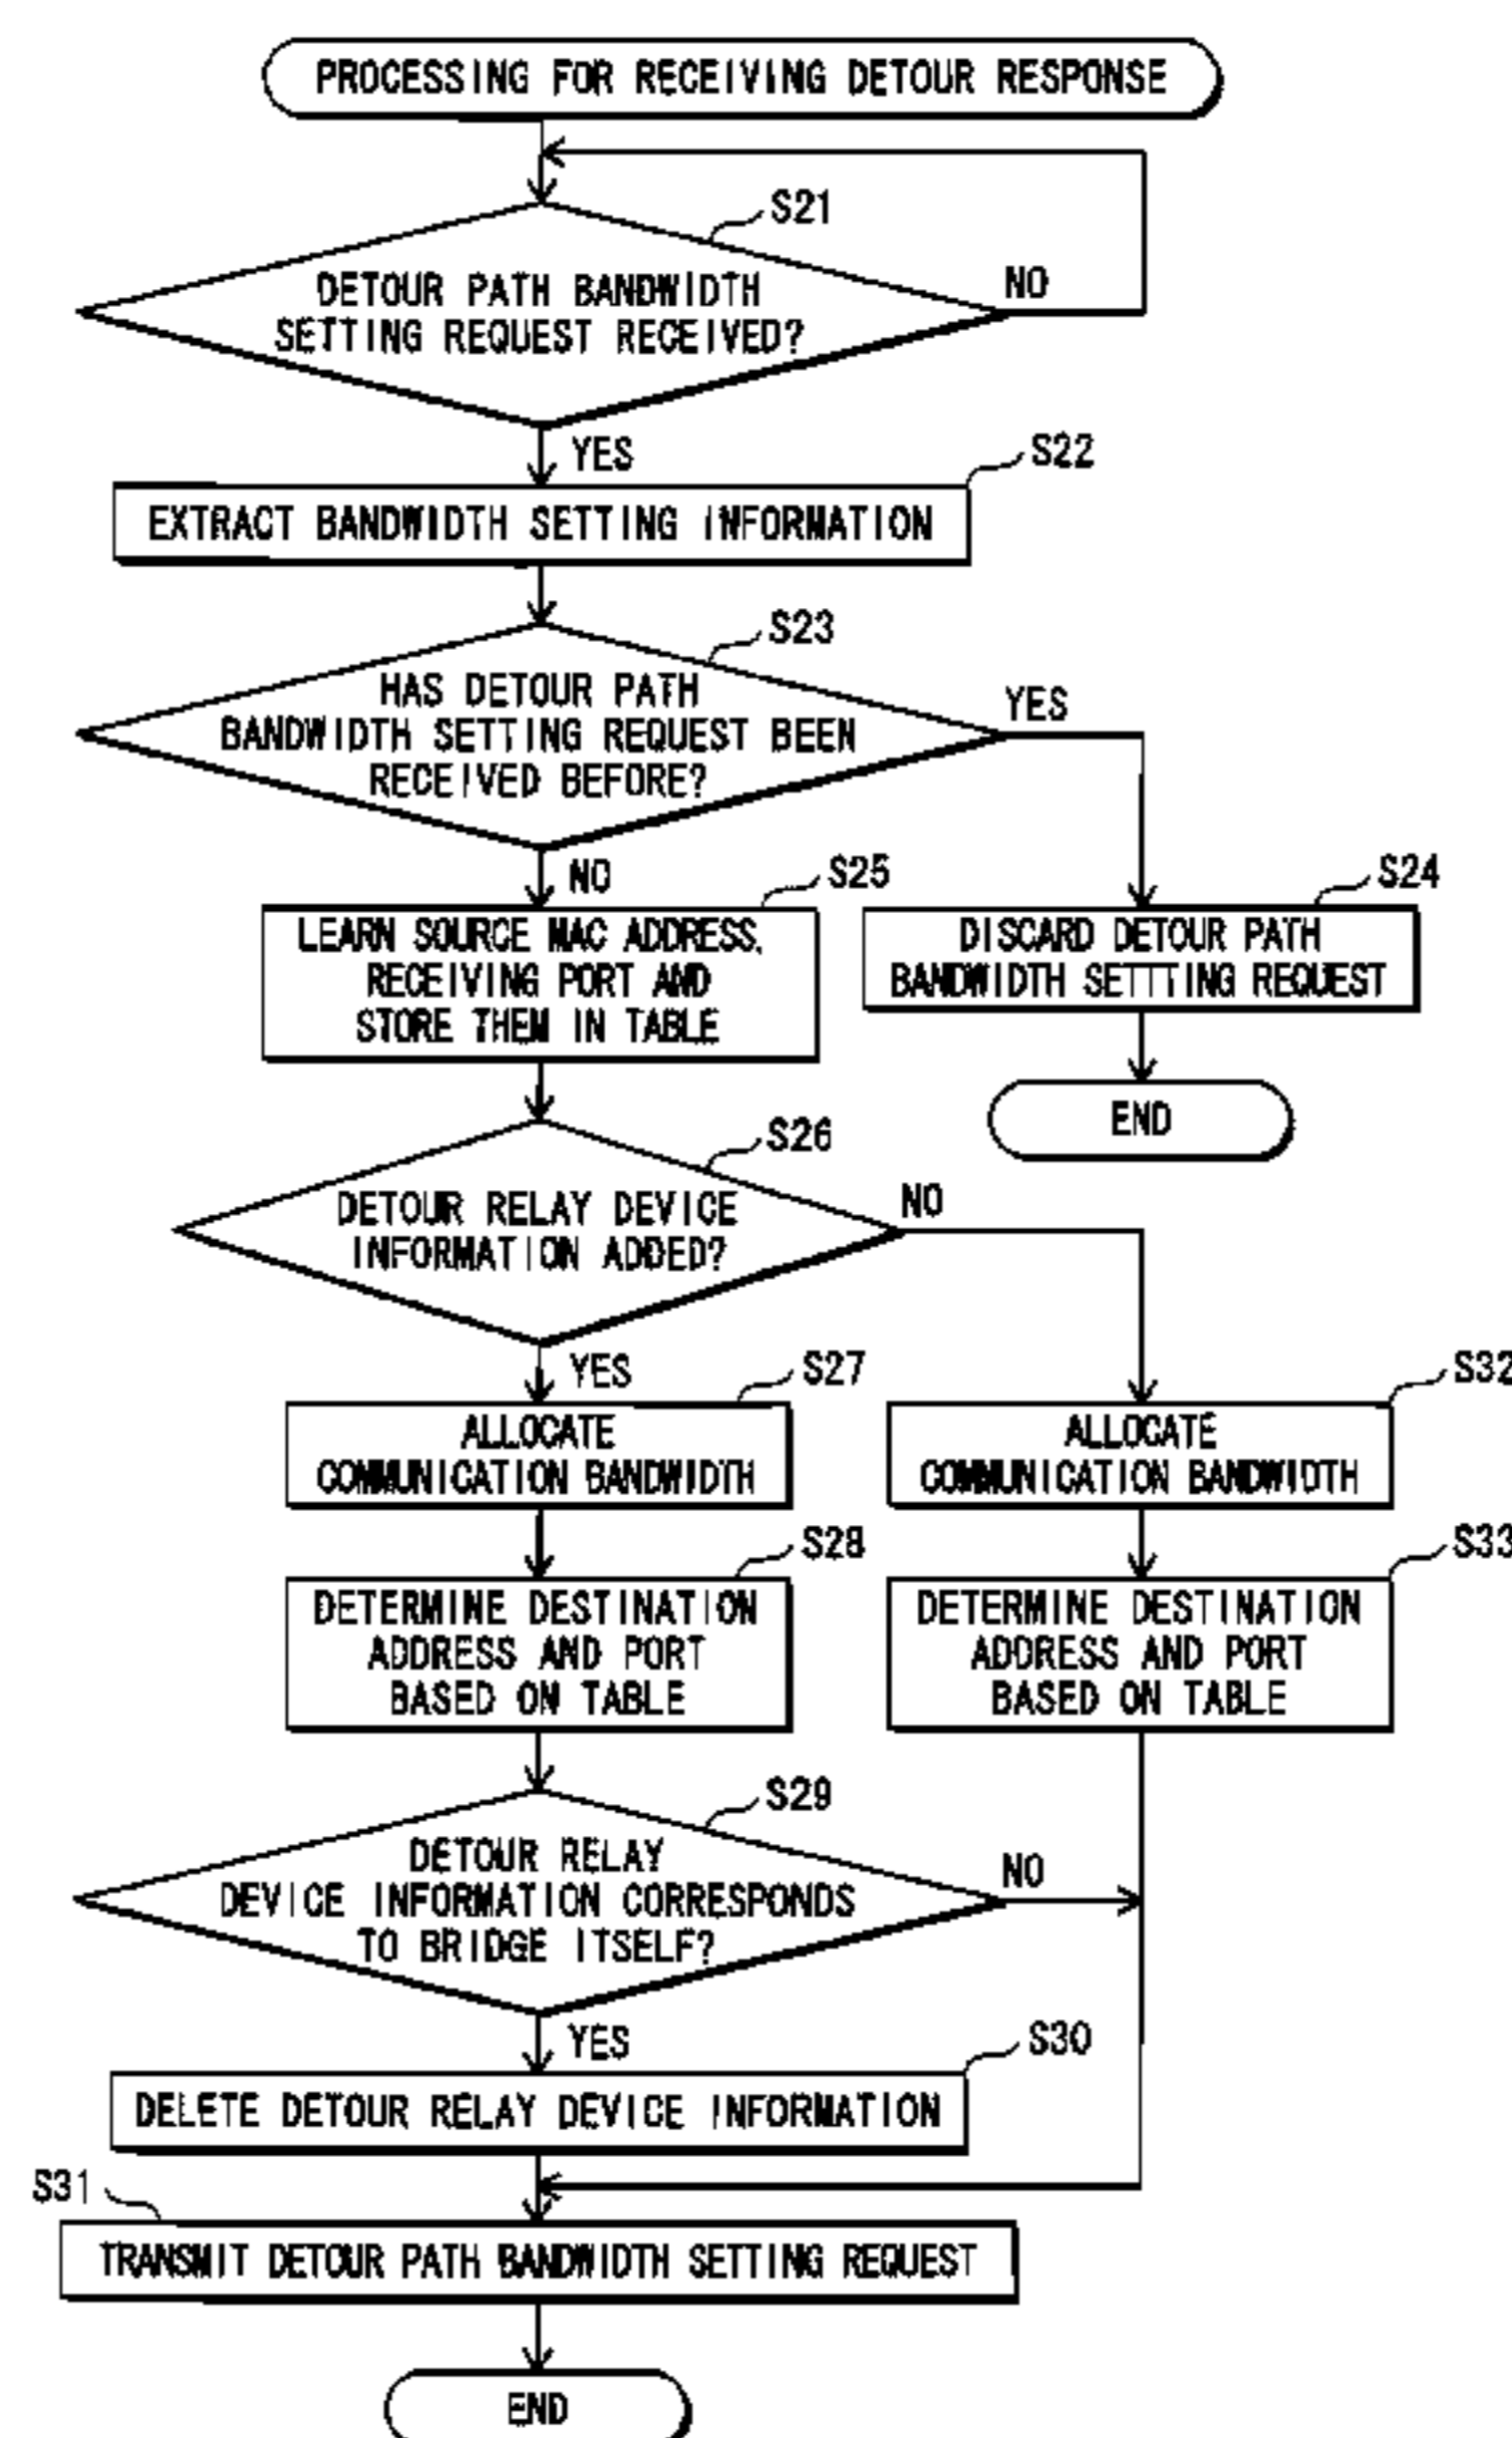 PROCESSING FOR RECEIVING DETOUR RESPONSE
S21
DETOUR PATH BANDWIDTH
SETTING REQUEST RECEIVED?
NO
YES
S22
EXTRACT BANDWIDTH SETTING INFORMATION
S23
HAS DETOUR PATH
BANDWIDTH SETTING REQUEST BEEN
RECEIVED BEFORE?
YES
NO
S25
LEARN SOURCE MAC ADDRESS,
RECEIVING PORT AND
STORE THEM IN TABLE
S24
DISCARD DETOUR PATH
BANDWIDTH SETTTING REQUEST
END
S26
DETOUR RELAY DEVICE
INFORMATION ADDED?
NO
YES
S27
ALLOCATE
COMMUNICATION BANDWIDTH
S32
ALLOCATE
COMMUNICATION BANDWIDTH
S28
DETERMINE DESTINATION
ADDRESS AND PORT
BASED ON TABLE
S33
DETERMINE DESTINATION
ADDRESS AND PORT
BASED ON TABLE
S29
DETOUR RELAY
DEVICE INFORMATION CORRESPONDS
TO BRIDGE ITSELF?
NO
YES
S30
DELETE DETOUR RELAY DEVICE INFORMATION
S31
TRANSMIT DETOUR PATH BANDWIDTH SETTING REQUEST
END